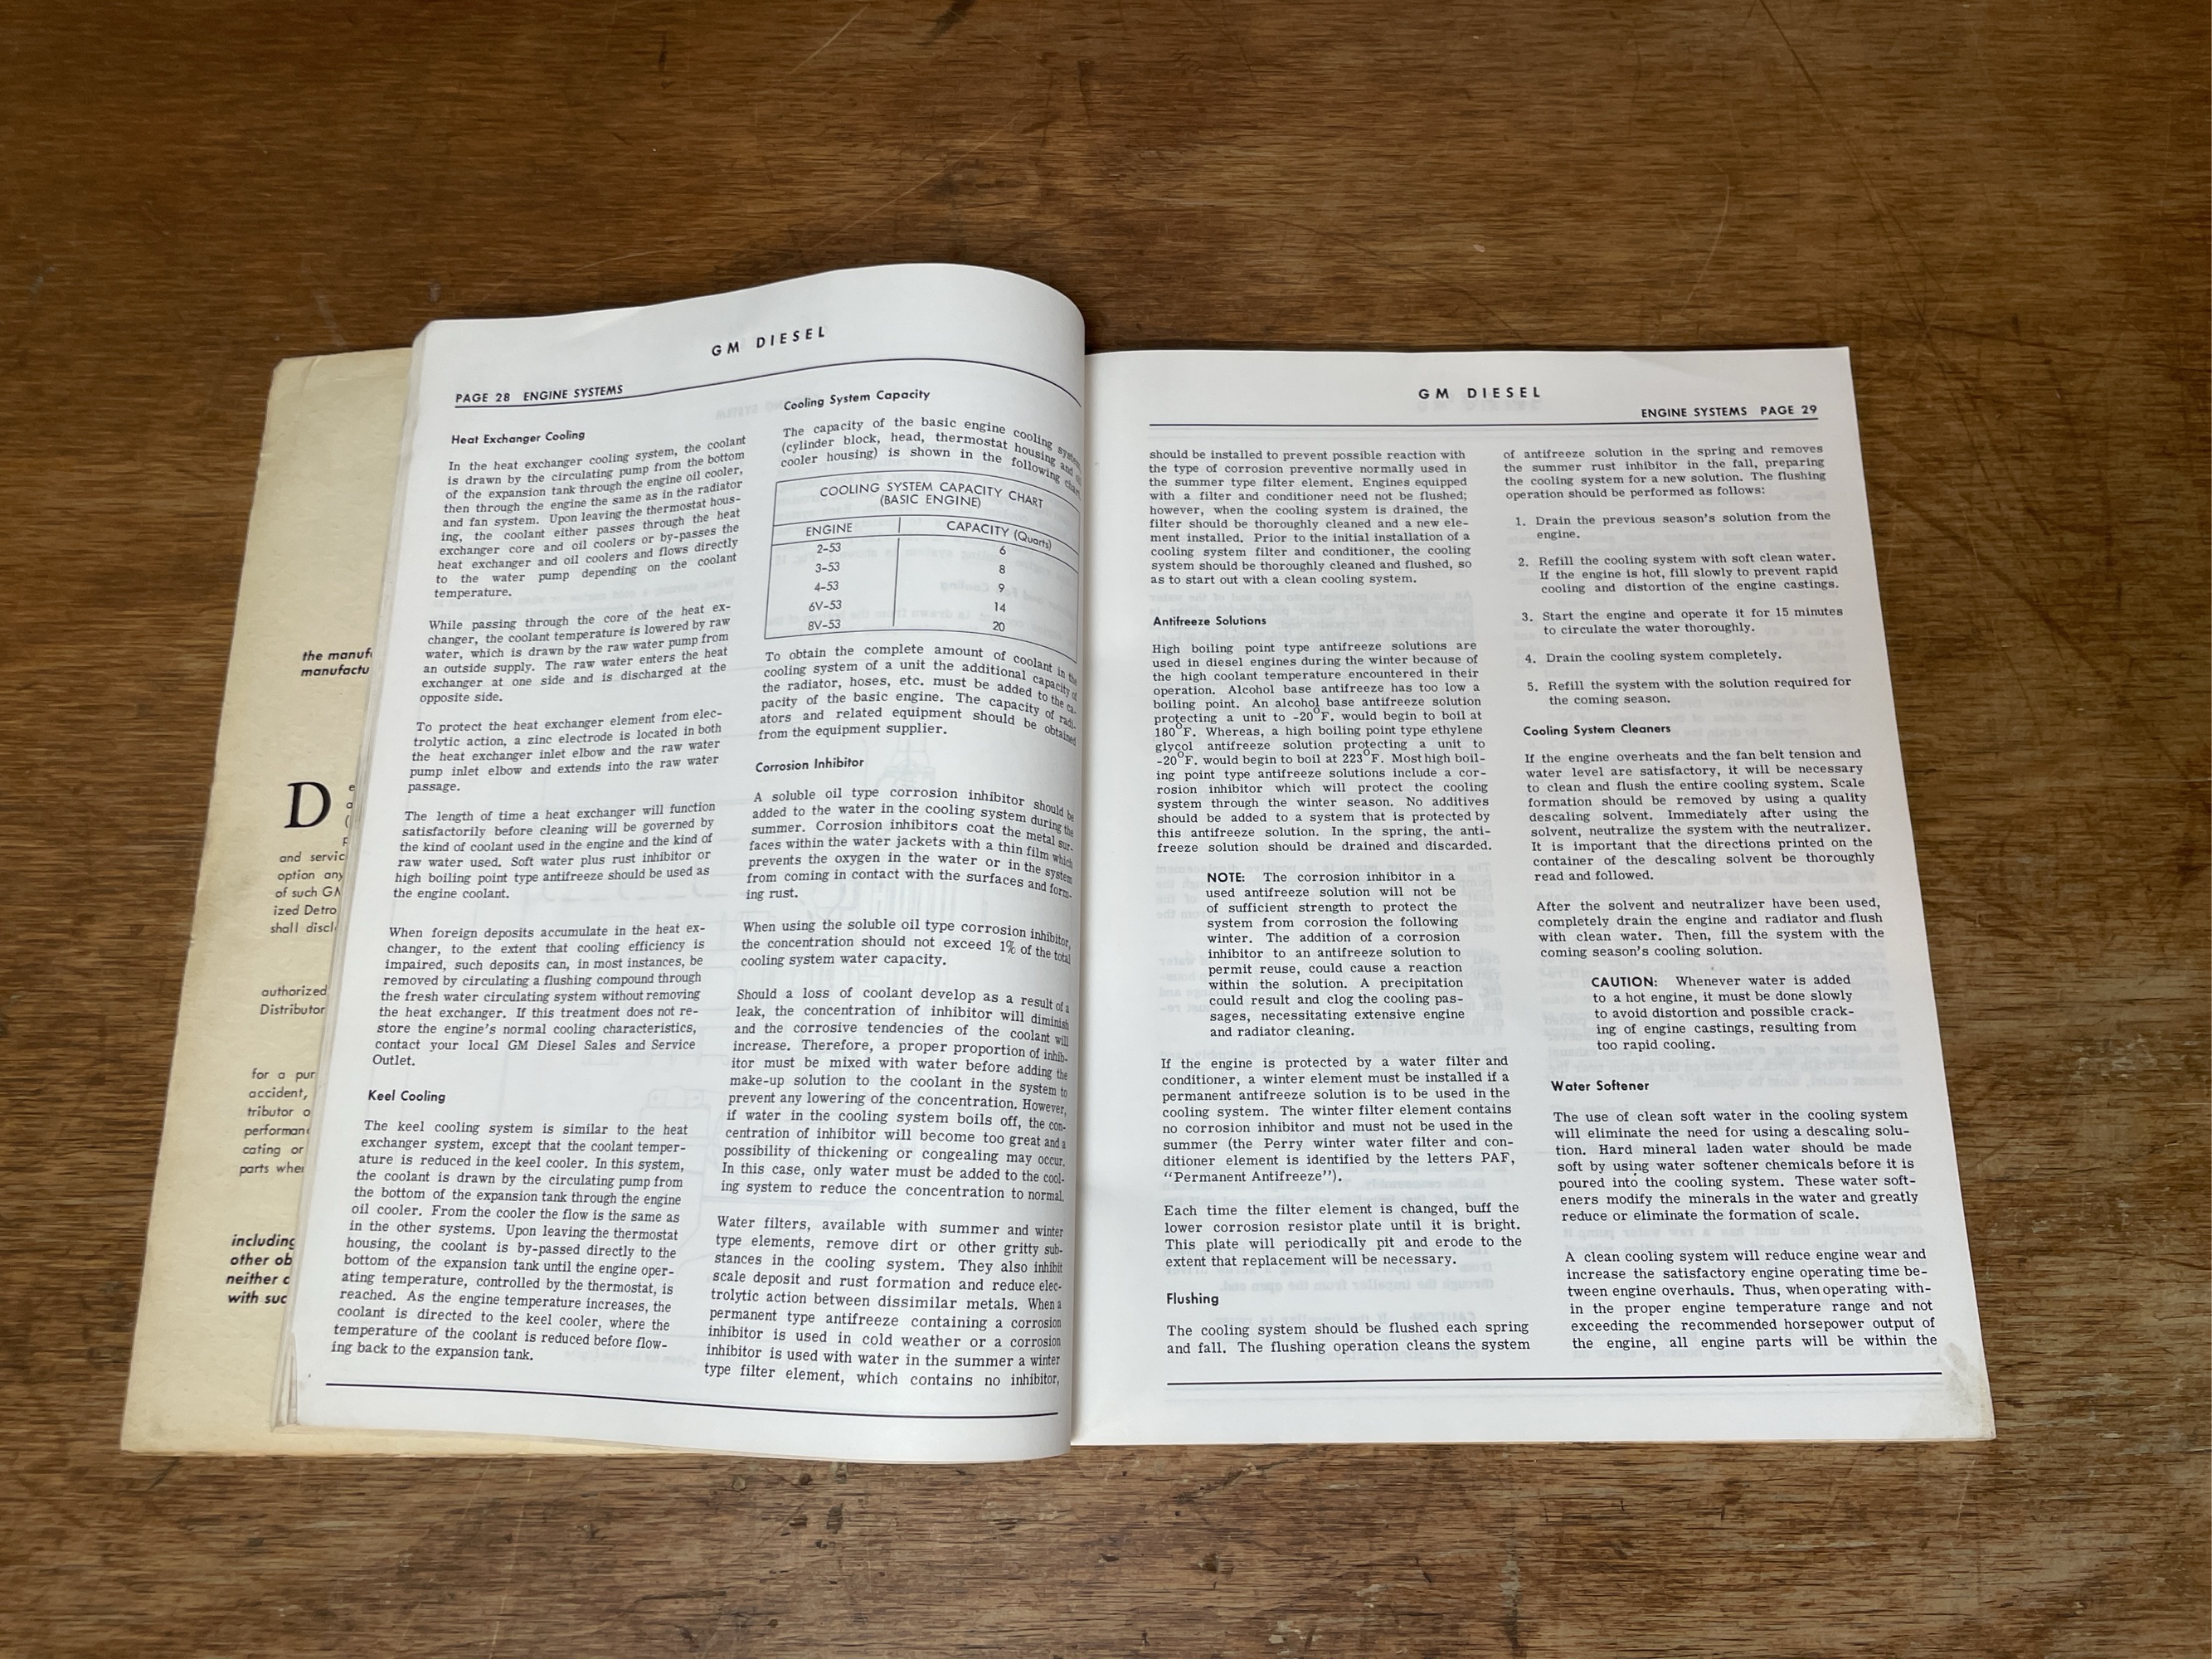 the manuf
manufactu
D
and servic
option any
of such GM
ized Detro
shall discl
authorized
Distributor
for a pur
accident,
tributor o
performanc
cating or
parts whe
including
other ob
neither
with suc
GM DIESEL
PAGE 28 ENGINE SYSTEMS
Heat Exchanger Cooling
In the heat exchanger cooling system, the coolant
is drawn by the circulating pump from the bottom
of the expansion tank through the engine oil cooler,
then through the engine the same as in the radiator
and fan system. Upon leaving the thermostat hous-
ing, the coolant either passes through the heat
exchanger core and oil coolers or by-passes the
heat exchanger and oil coolers and flows directly
to the water pump depending on the coolant
temperature.
While passing through the core of the heat ex-
changer, the coolant temperature is lowered by raw
water, which is drawn by the raw water pump from
an outside supply. The raw water enters the heat
exchanger at one side and is discharged at the
opposite side.
To protect the heat exchanger element from elec-
trolytic action, a zinc electrode is located in both
the heat exchanger inlet elbow and the raw water
pump inlet elbow and extends into the raw water
passage.
The length of time a heat exchanger will function
satisfactorily before cleaning will be governed by
the kind of coolant used in the engine and the kind of
raw water used. Soft water plus rust inhibitor or
high boiling point type antifreeze should be used as
the engine coolant.
When foreign deposits accumulate in the heat ex-
changer, to the extent that cooling efficiency is
impaired, such deposits can, in most instances, be
removed by circulating a flushing compound through
the fresh water circulating system without removing
the heat exchanger. If this treatment does not re-
store the engine's normal cooling characteristics,
contact your local GM Diesel Sales and Service
Outlet.
Keel Cooling
The keel cooling system is similar to the heat
exchanger system, except that the coolant temper-
ature is reduced in the keel cooler. In this system,
the coolant is drawn by the circulating pump from
the bottom of the expansion tank through the engine
oil cooler. From the cooler the flow is the same as
in the other systems. Upon leaving the thermostat
housing, the coolant is by-passed directly to the
bottom of the expansion tank until the engine oper-
ating temperature, controlled by the thermostat, is
reached. As the engine temperature increases, the
coolant is directed to the keel cooler, where the
temperature of the coolant is reduced before flow-
ing back to the expansion tank.
Cooling System Capacity
The capacity of the basic engine cooling system
(cylinder block, head, thermostat housing and oil
cooler housing) is shown in the following chart.
COOLING SYSTEM CAPACITY CHART
(BASIC ENGINE)
ENGINE CAPACITY (Quarts)
2-53 6
3-53 8
4-53 9
6V-53 14
8V-53 20
To obtain the complete amount of coolant in the
cooling system of a unit the additional capacity of
the radiator, hoses, etc. must be added to the ca-
pacity of the basic engine. The capacity of radi-
ators and related equipment should be obtained
from the equipment supplier.
Corrosion Inhibitor
A soluble oil type corrosion inhibitor should be
added to the water in the cooling system during the
summer. Corrosion inhibitors coat the metal sur-
faces within the water jackets with a thin film which
prevents the oxygen in the water or in the system
from coming in contact with the surfaces and form-
ing rust.
When using the soluble oil type corrosion inhibitor,
the concentration should not exceed 1% of the total
cooling system water capacity.
Should a loss of coolant develop as a result of a
leak, the concentration of inhibitor will diminish
and the corrosive tendencies of the coolant will
increase. Therefore, a proper proportion of inhib-
itor must be mixed with water before adding the
make-up solution to the coolant in the system to
prevent any lowering of the concentration. However,
if water in the cooling system boils off, the con-
centration of inhibitor will become too great and a
possibility of thickening or congealing may occur.
In this case, only water must be added to the cool-
ing system to reduce the concentration to normal.
Water filters, available with summer and winter
type elements, remove dirt or other gritty sub-
stances in the cooling system. They also inhibit
scale deposit and rust formation and reduce elec-
trolytic action between dissimilar metals. When a
permanent type antifreeze containing a corrosion
inhibitor is used in cold weather or a corrosion
inhibitor is used with water in the summer a winter
type filter element, which contains no inhibitor,
GM DIESEL
ENGINE SYSTEMS PAGE 29
should be installed to prevent possible reaction with
the type of corrosion preventive normally used in
the summer type filter element. Engines equipped
with a filter and conditioner need not be flushed;
however, when the cooling system is drained, the
filter should be thoroughly cleaned and a new ele-
ment installed. Prior to the initial installation of a
cooling system filter and conditioner, the cooling
system should be thoroughly cleaned and flushed, so
as to start out with a clean cooling system.
Antifreeze Solutions
High boiling point type antifreeze solutions are
used in diesel engines during the winter because of
the high coolant temperature encountered in their
operation. Alcohol base antifreeze has too low a
boiling point. An alcohol base antifreeze solution
protecting a unit to -20°F. would begin to boil at
180°F. Whereas, a high boiling point type ethylene
glycol antifreeze solution protecting a unit to
-20°F. would begin to boil at 223°F. Most high boil-
ing point type antifreeze solutions include a cor-
rosion inhibitor which will protect the cooling
system through the winter season. No additives
should be added to a system that is protected by
this antifreeze solution. In the spring, the anti-
freeze solution should be drained and discarded.
NOTE: The corrosion inhibitor in a
used antifreeze solution will not be
of sufficient strength to protect the
system from corrosion the following
winter. The addition of a corrosion
inhibitor to an antifreeze solution to
permit reuse, could cause a reaction
within the solution. A precipitation
could result and clog the cooling pas-
sages, necessitating extensive engine
and radiator cleaning.
If the engine is protected by a water filter and
conditioner, a winter element must be installed if a
permanent antifreeze solution is to be used in the
cooling system. The winter filter element contains
no corrosion inhibitor and must not be used in the
summer (the Perry winter water filter and con-
ditioner element is identified by the letters PAF,
"Permanent Antifreeze").
Each time the filter element is changed, buff the
lower corrosion resistor plate until it is bright.
This plate will periodically pit and erode to the
extent that replacement will be necessary.
Flushing
The cooling system should be flushed each spring
and fall. The flushing operation cleans the system
of antifreeze solution in the spring and removes
the summer rust inhibitor in the fall, preparing
the cooling system for a new solution. The flushing
operation should be performed as follows:
1. Drain the previous season's solution from the
engine.
2. Refill the cooling system with soft clean water.
If the engine is hot, fill slowly to prevent rapid
cooling and distortion of the engine castings.
3. Start the engine and operate it for 15 minutes
to circulate the water thoroughly.
4. Drain the cooling system completely.
5. Refill the system with the solution required for
the coming season.
Cooling System Cleaners
If the engine overheats and the fan belt tension and
water level are satisfactory, it will be necessary
to clean and flush the entire cooling system. Scale
formation should be removed by using a quality
descaling solvent. Immediately after using the
solvent, neutralize the system with the neutralizer.
It is important that the directions printed on the
container of the descaling solvent be thoroughly
read and followed.
After the solvent and neutralizer have been used,
completely drain the engine and radiator and flush
with clean water. Then, fill the system with the
coming season's cooling solution.
CAUTION: Whenever water is added
to a hot engine, it must be done slowly
to avoid distortion and possible crack-
ing of engine castings, resulting from
too rapid cooling.
Water Softener
The use of clean soft water in the cooling system
will eliminate the need for using a descaling solu-
tion. Hard mineral laden water should be made
soft by using water softener chemicals before it is
poured into the cooling system. These water soft-
eners modify the minerals in the water and greatly
reduce or eliminate the formation of scale.
A clean cooling system will reduce engine wear and
increase the satisfactory engine operating time be-
tween engine overhauls. Thus, when operating with-
in the proper engine temperature range and not
exceeding the recommended horsepower output of
the engine, all engine parts will be within the